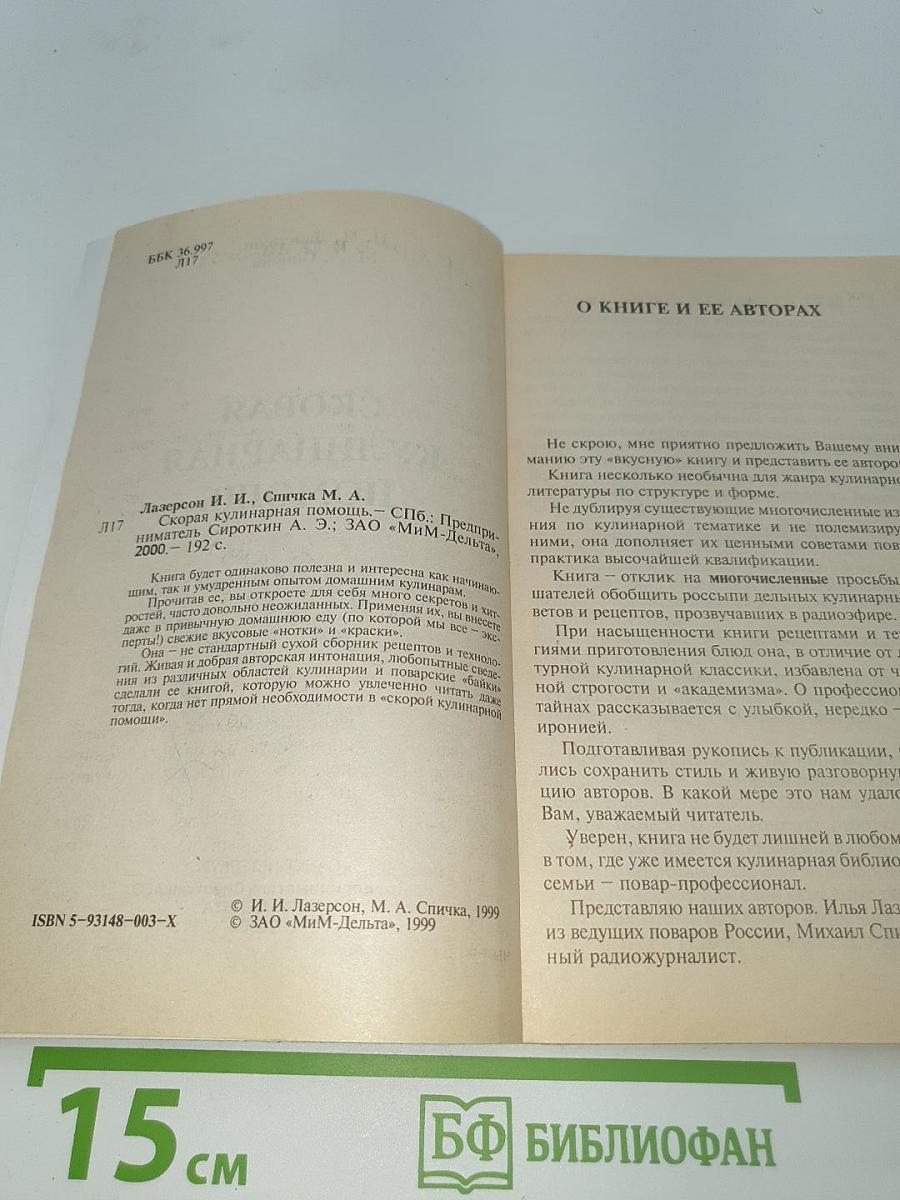 ББК 36.997
Л17
Лазерсон И. И., Спичка М. А.
Л17 Скорая кулинарная помощь.— СПб.: Предпри-
ниматель Сироткин А. Э.; ЗАО «МиМ-Дельта»,
2000.— 192 с.
Книга будет одинаково полезна и интересна как начинаю-
щим, так и умудренным опытом домашним кулинарам.
Прочитав ее, вы откроете для себя много секретов и хит-
ростей, часто довольно неожиданных. Применяя их, вы внесете
даже в привычную домашнюю еду (по которой мы все – экс-
перты!) свежие вкусовые «нотки» и «краски».
Она – не стандартный сухой сборник рецептов и техноло-
гий. Живая и добрая авторская интонация, любопытные сведе-
ния из различных областей кулинарии и поварские «байки»
сделали ее книгой, которую можно увлеченно читать даже
тогда, когда нет прямой необходимости в «скорой кулинарной
помощи».
ISBN 5–93148–003–X
© И. И. Лазерсон, М. А. Спичка, 1999
© ЗАО «МиМ-Дельта», 1999
О КНИГЕ И ЕЕ АВТОРАХ
Не скрою, мне приятно предложить Вашему вни
манию эту «вкусную» книгу и представить ее авторо
Книга несколько необычна для жанра кулинарно
литературы по структуре и форме.
Не дублируя существующие многочисленные из
ния по кулинарной тематике и не полемизиру
ними, она дополняет их ценными советами пов
практика высочайшей квалификации.
Книга – отклик на многочисленные просьбы
шателей обобщить россыпи дельных кулинарны
ветов и рецептов, прозвучавших в радиоэфире.
При насыщенности книги рецептами и те
гиями приготовления блюд она, в отличие от л
турной кулинарной классики, избавлена от ч
ной строгости и «академизма». О профессио
тайнах рассказывается с улыбкой, нередко –
иронией.
Подготавливая рукопись к публикации,
лись сохранить стиль и живую разговорну
цию авторов. В какой мере это нам удало
Вам, уважаемый читатель.
Уверен, книга не будет лишней в любом
в том, где уже имеется кулинарная библио
семьи – повар-профессионал.
Представляю наших авторов. Илья Лаз
из ведущих поваров России, Михаил Спи
ный радиожурналист.
15 см
БФ БИБЛИОФАН